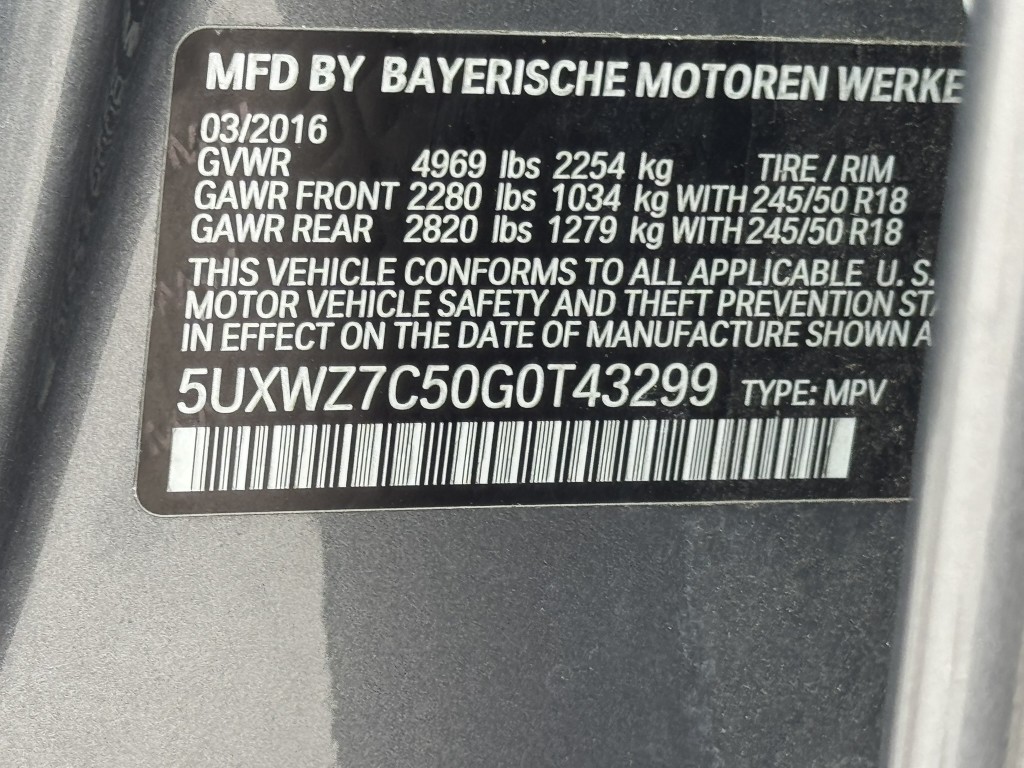 MFD BY BAYERISCHE MOTOREN WERKE
03/2016
GVWR 4969 lbs 2254 kg TIRE / RIM
GAWR FRONT 2280 lbs 1034 kg WITH 245/50 R18
GAWR REAR 2820 lbs 1279 kg WITH 245/50 R18
THIS VEHICLE CONFORMS TO ALL APPLICABLE U. S.
MOTOR VEHICLE SAFETY AND THEFT PREVENTION
IN EFFECT ON THE DATE OF MANUFACTURE SHOWN
5UXWZ7C50G0T43299 TYPE: MPV